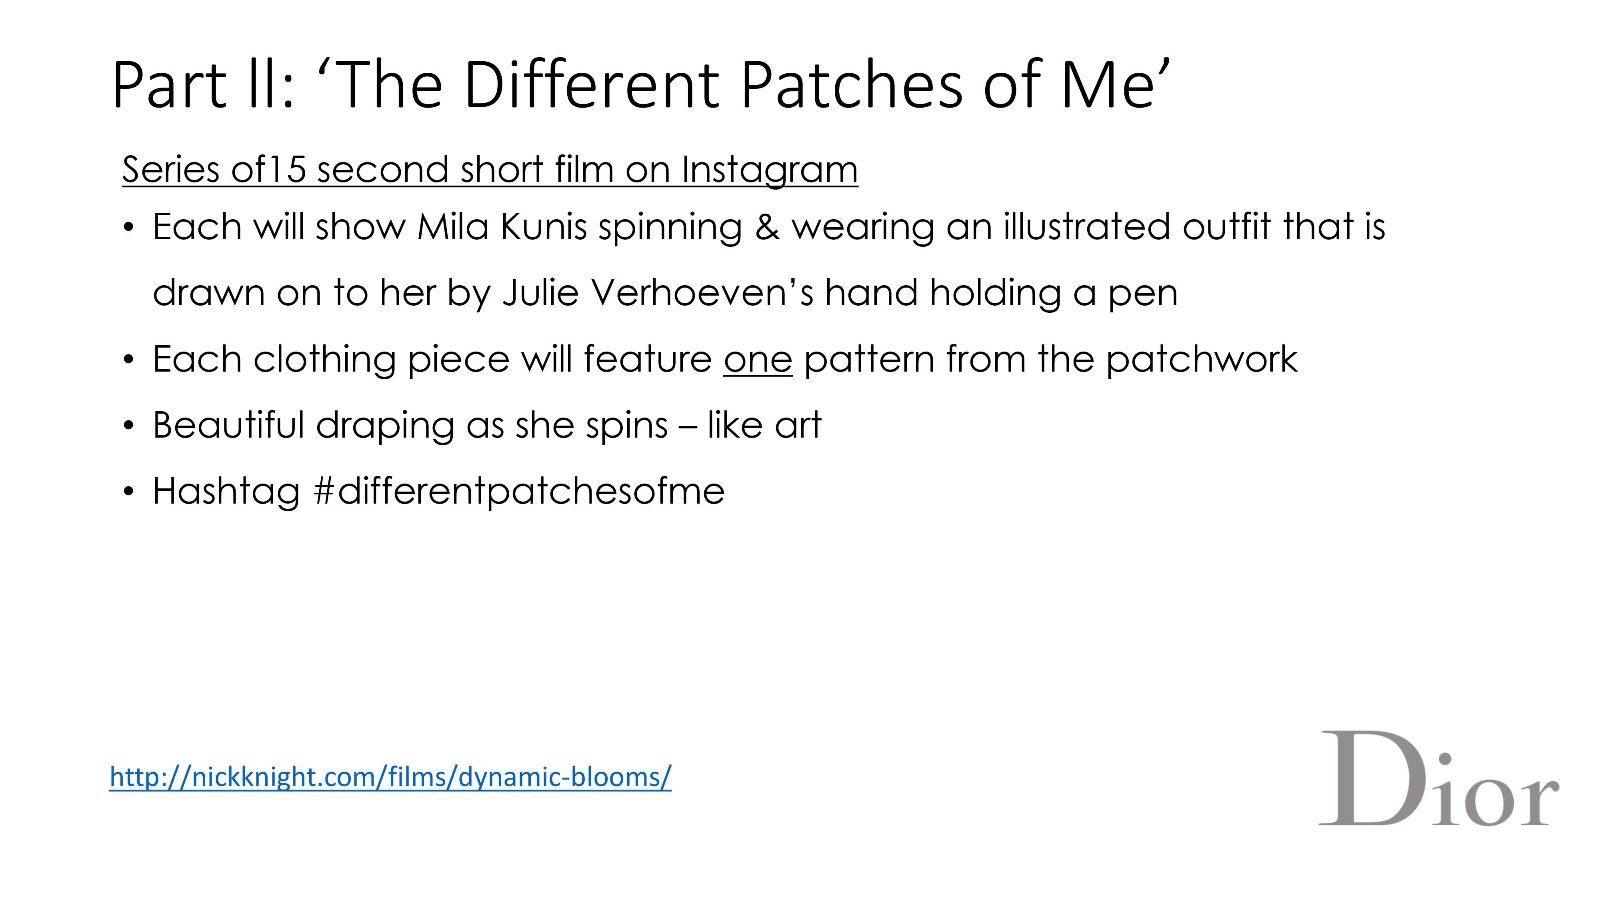 Part ll: ‘The Different Patches of Me’
Series of15 second short film on Instagram
• Each will show Mila Kunis spinning & wearing an illustrated outfit that is
drawn on to her by Julie Verhoeven’s hand holding a pen
• Each clothing piece will feature one pattern from the patchwork
• Beautiful draping as she spins – like art
• Hashtag #differentpatchesofme
http://nickknight.com/films/dynamic-blooms/
Dior